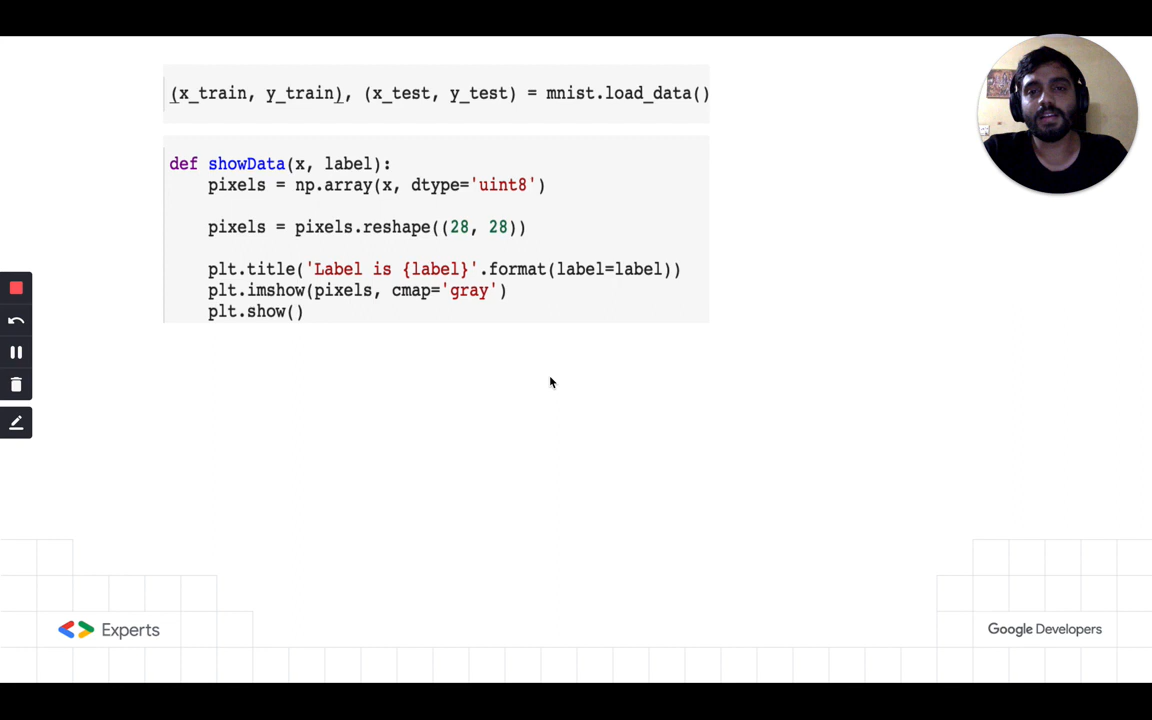 (x_train, y_train), (x_test, y_test) = mnist.load_data()
def showData(x, label):
    pixels = np.array(x, dtype='uint8')
    pixels = pixels.reshape((28, 28))
    plt.title('Label is {label}'.format(label=label))
    plt.imshow(pixels, cmap='gray')
    plt.show()
Experts
Google Developers